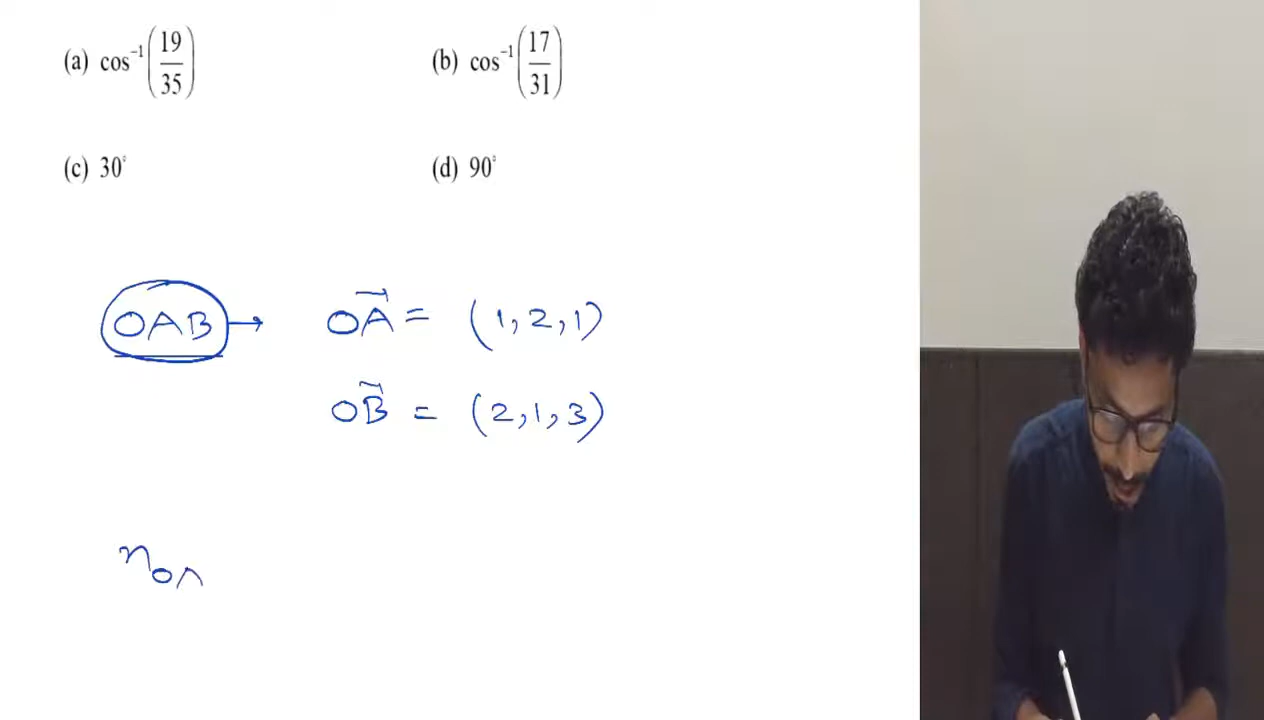 (a) cos⁻¹(19/35) (b) cos⁻¹(17/31)
(c) 30° (d) 90°
OAB → OA⃗ = (1, 2, 1)
OB⃗ = (2, 1, 3)
n OA